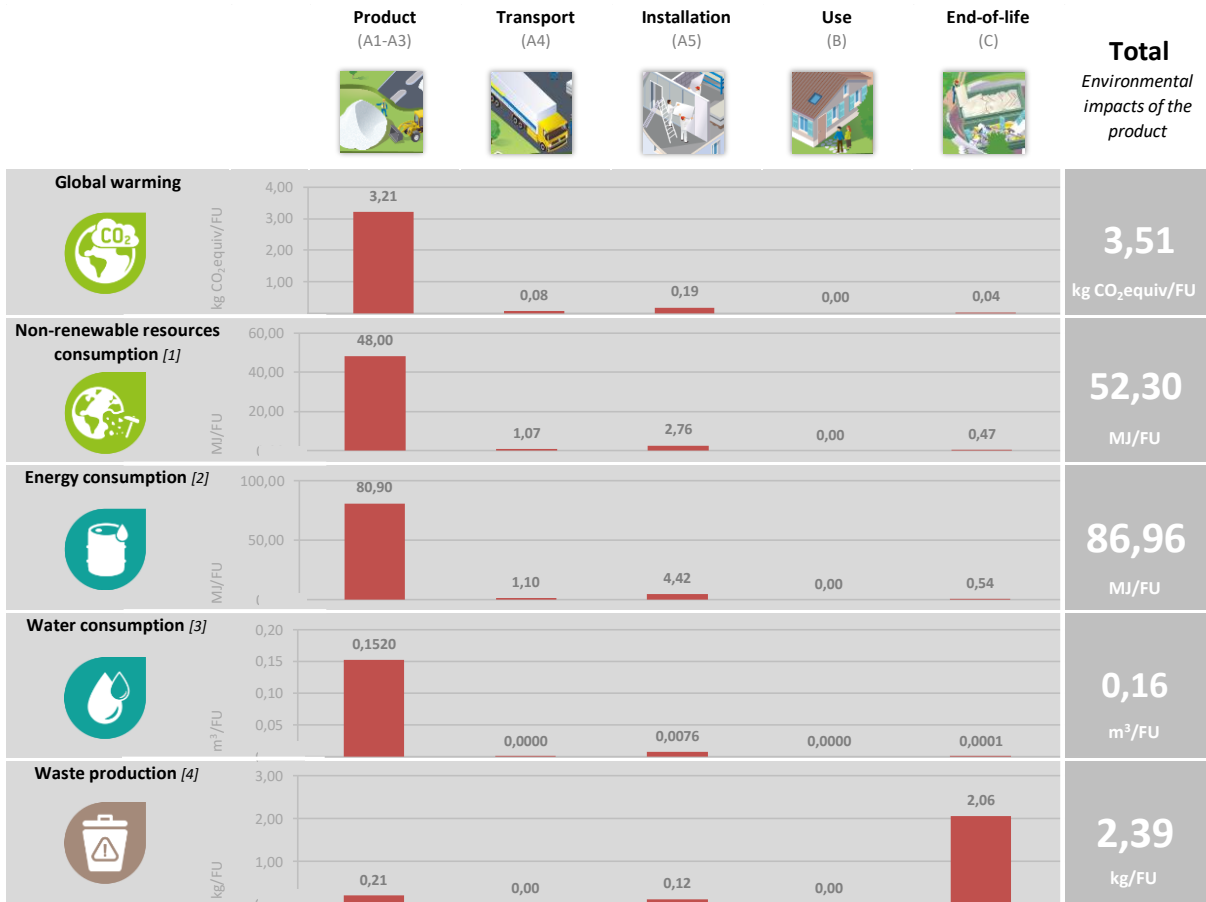 Product Transport Installation Use End-of-life
(A1-A3) (A4) (A5) (B) (C)
Total
Environmental
impacts of the
product
Global warming
CO2
kg CO2equiv/FU
4,00
3,00
2,00
1,00
3,21 0,08 0,19 0,00 0,04
3,51
kg CO2equiv/FU
Non-renewable resources
consumption [1]
MJ/FU
60,00
40,00
20,00
48,00 1,07 2,76 0,00 0,47
52,30
MJ/FU
Energy consumption [2]
MJ/FU
100,00
50,00
80,90 1,10 4,42 0,00 0,54
86,96
MJ/FU
Water consumption [3]
m³/FU
0,20
0,15
0,10
0,05
0,1520 0,0000 0,0076 0,0000 0,0001
0,16
m³/FU
Waste production [4]
kg/FU
3,00
2,00
1,00
0,21 0,00 0,12 0,00 2,06
2,39
kg/FU